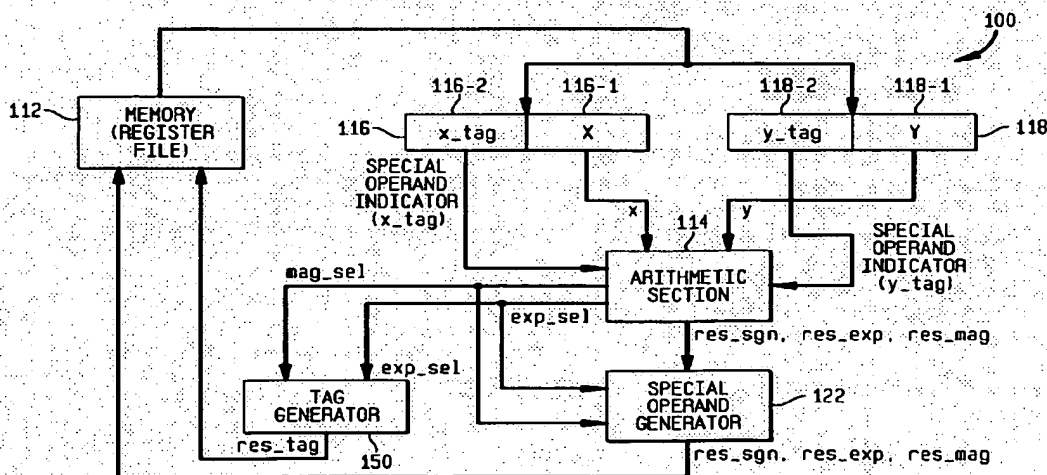 100
116-2
116-1
118-2
118-1
112
MEMORY
(REGISTER
FILE)
116
x_tag
X
y_tag
Y
118
SPECIAL
OPERAND
INDICATOR
(x_tag)
x
y
114
SPECIAL
OPERAND
INDICATOR
(y_tag)
ARITHMETIC
SECTION
mag_sel
exp_sel
res_sgn, res_exp, res_mag
exp_sel
TAG
GENERATOR
SPECIAL
OPERAND
GENERATOR
122
res_tag
150
res_sgn, res_exp, res_mag